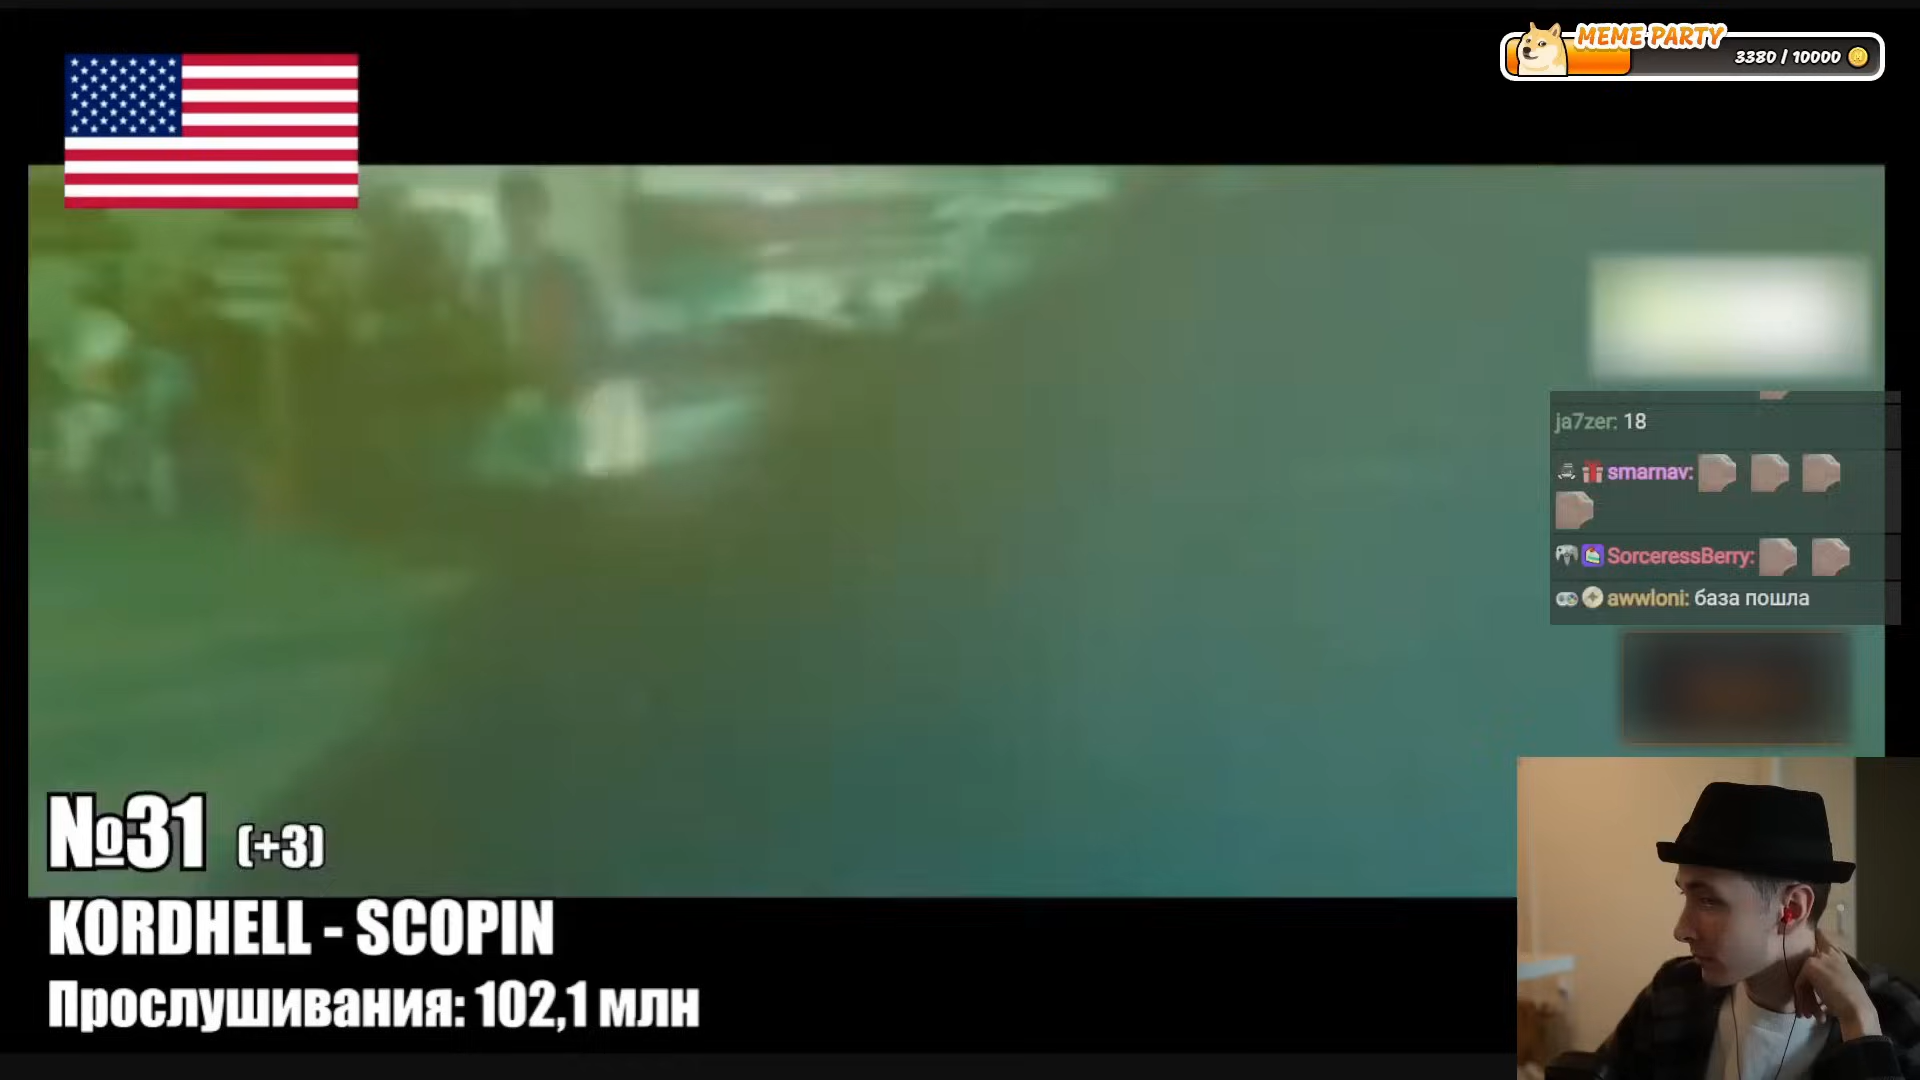 MEME PARTY
3380 / 10000
ja7zer: 18
smarnav:
SorceressBerry:
awwloni: база пошла
№31 (+3)
KORDHELL - SCOPIN
Прослушивания: 102,1 млн